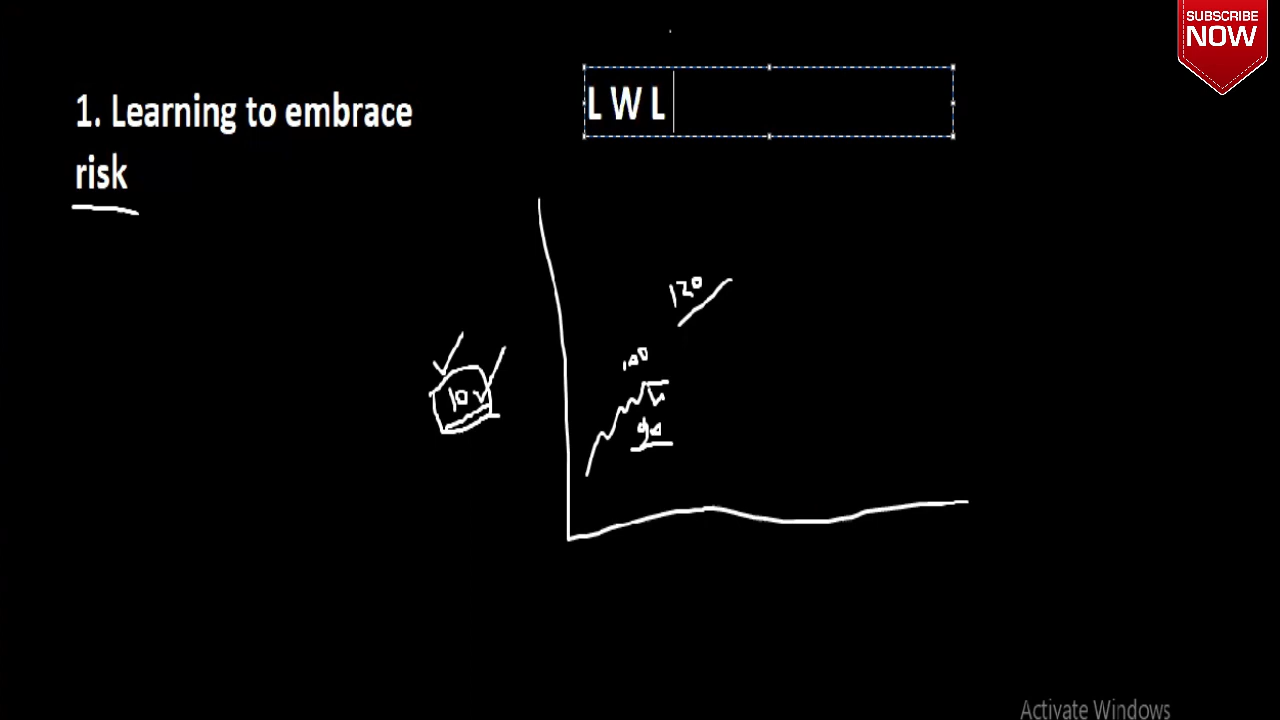 SUBSCRIBE
NOW
L W L
1. Learning to embrace
risk
120
100
10
90
Activate Windows